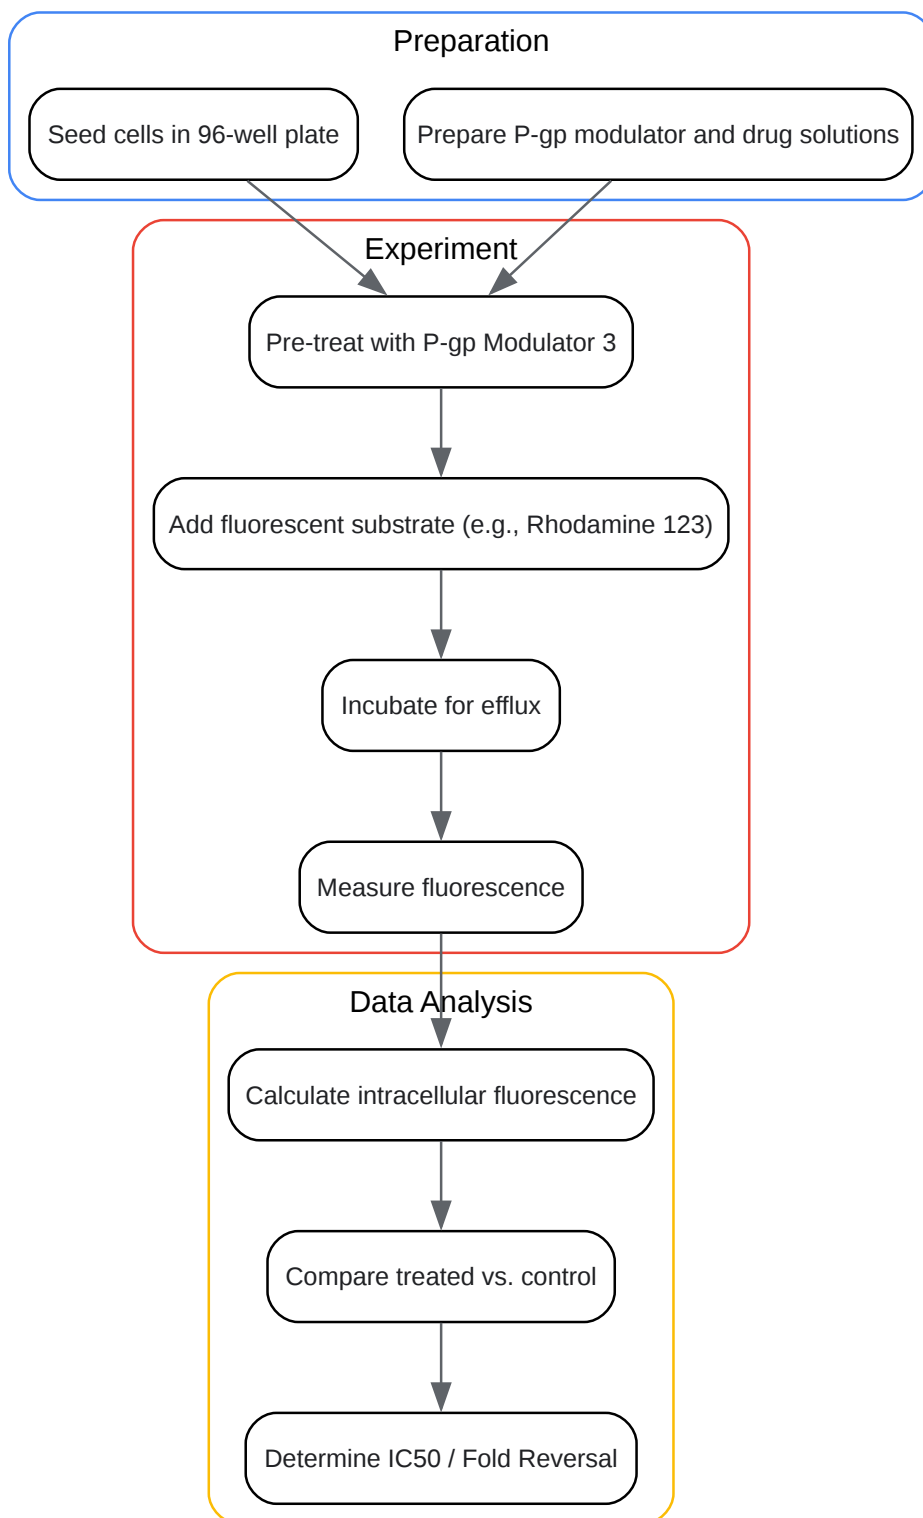 Preparation
Seed cells in 96-well plate
Prepare P-gp modulator and drug solutions
Experiment
Pre-treat with P-gp Modulator 3
Add fluorescent substrate (e.g., Rhodamine 123)
Incubate for efflux
Measure fluorescence
Data Analysis
Calculate intracellular fluorescence
Compare treated vs. control
Determine IC50 / Fold Reversal